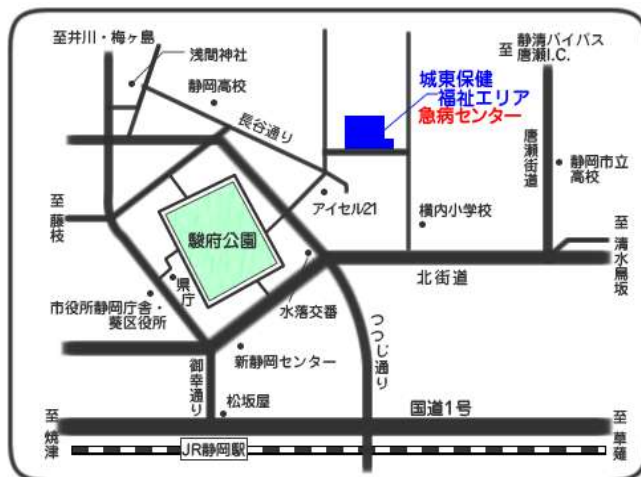 至井川・梅ヶ島
浅間神社
静岡高校
長谷通り
城東保健
福祉エリア
急病センター
至
静清バイパス
唐瀬I.C.
唐瀬街道
静岡市立
高校
至藤枝
駿府公園
アイセル21
横内小学校
至清水鳥坂
北街道
県庁
市役所静岡庁舎・
葵区役所
水落交番
つつじ通り
新静岡センター
御幸通り
松坂屋
国道1号
至焼津
JR静岡駅
至草薙